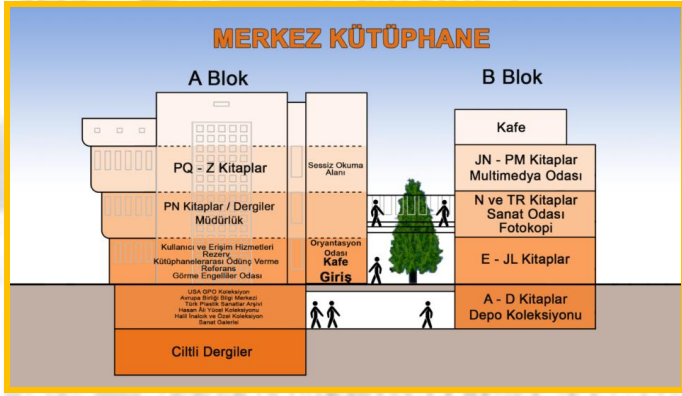 MERKEZ KÜTÜPHANE
A Blok
PQ - Z Kitaplar
Sessiz Okuma
Alanı
PN Kitaplar / Dergiler
Müdürlük
Kullanıcı ve Erişim Hizmetleri
Rezerv
Kütüphanelerarası Ödünç Verme
Referans
Görme Engelliler Odası
Oryantasyon
Odası
Kafe
Giriş
USA GPO Koleksiyon
Avrupa Birliği Bilgi Merkezi
Türk Plastik Sanatlar Arşivi
Hasan Âli Yücel Koleksiyonu
Halil İnalcık ve Özel Koleksiyon
Sanat Galerisi
Ciltli Dergiler
B Blok
Kafe
JN - PM Kitaplar
Multimedya Odası
N ve TR Kitaplar
Sanat Odası
Fotokopi
E - JL Kitaplar
A - D Kitaplar
Depo Koleksiyonu